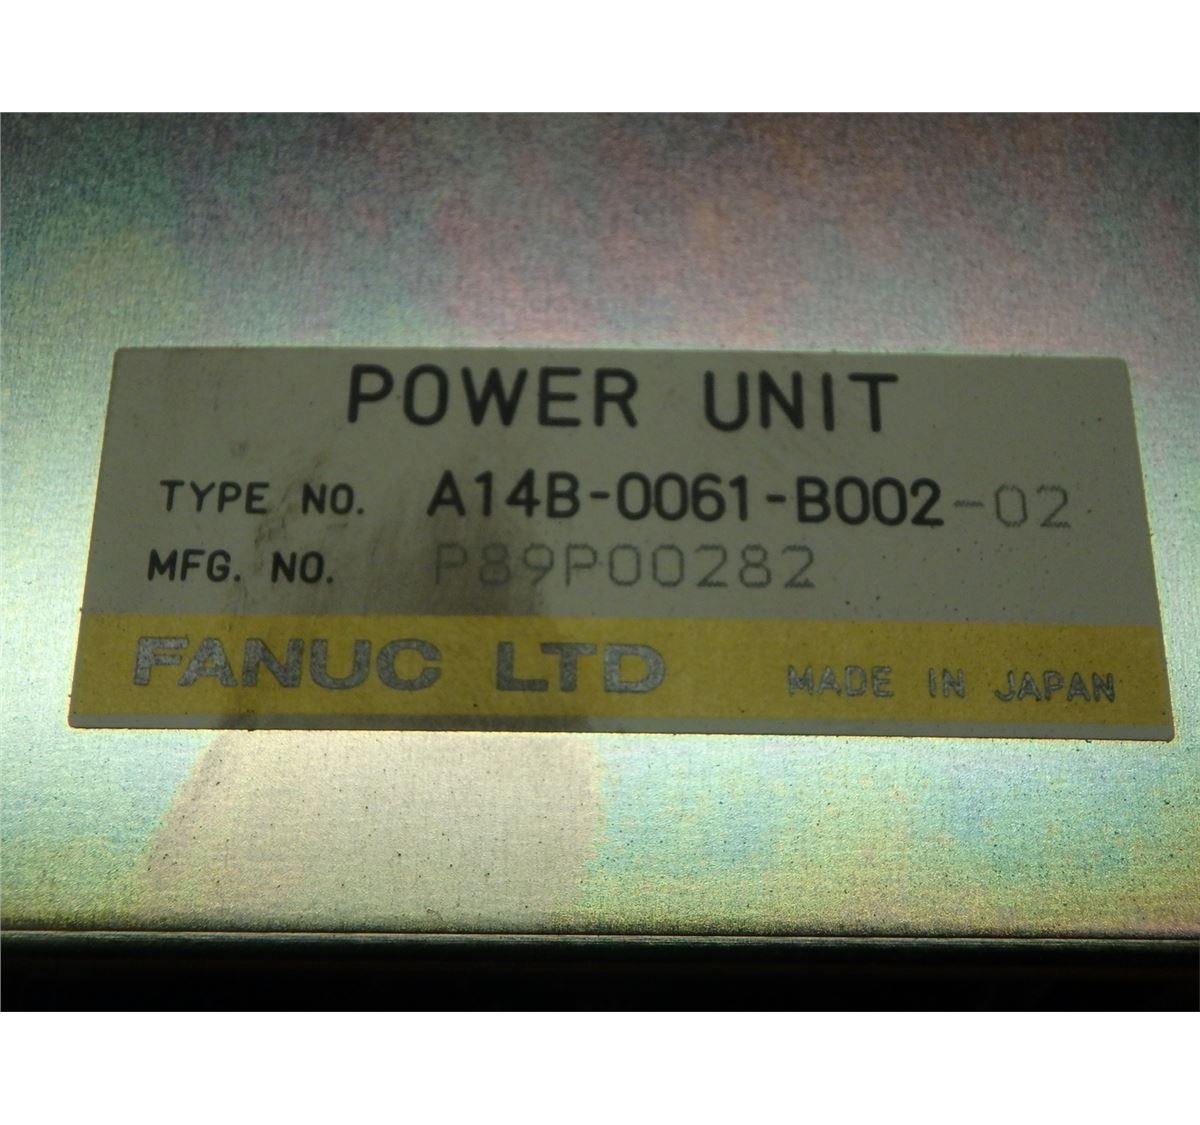 POWER UNIT
TYPE NO. A14B-0061-B002-02
MFG. NO. P89P00282
FANUC LTD MADE IN JAPAN